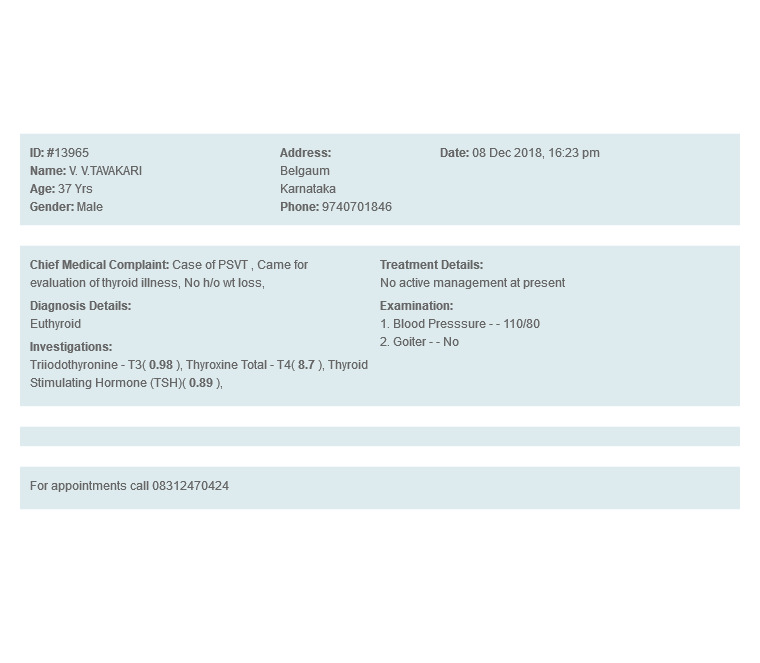 ID: #13965
Name: V. V.TAVAKARI
Age: 37 Yrs
Gender: Male
Address:
Belgaum
Karnataka
Phone: 9740701846
Date: 08 Dec 2018, 16:23 pm
Chief Medical Complaint: Case of PSVT , Came for
evaluation of thyroid illness, No h/o wt loss,
Diagnosis Details:
Euthyroid
Investigations:
Triiodothyronine - T3( 0.98 ), Thyroxine Total - T4( 8.7 ), Thyroid
Stimulating Hormone (TSH)( 0.89 ),
Treatment Details:
No active management at present
Examination:
1. Blood Presssure - - 110/80
2. Goiter - - No
For appointments call 08312470424